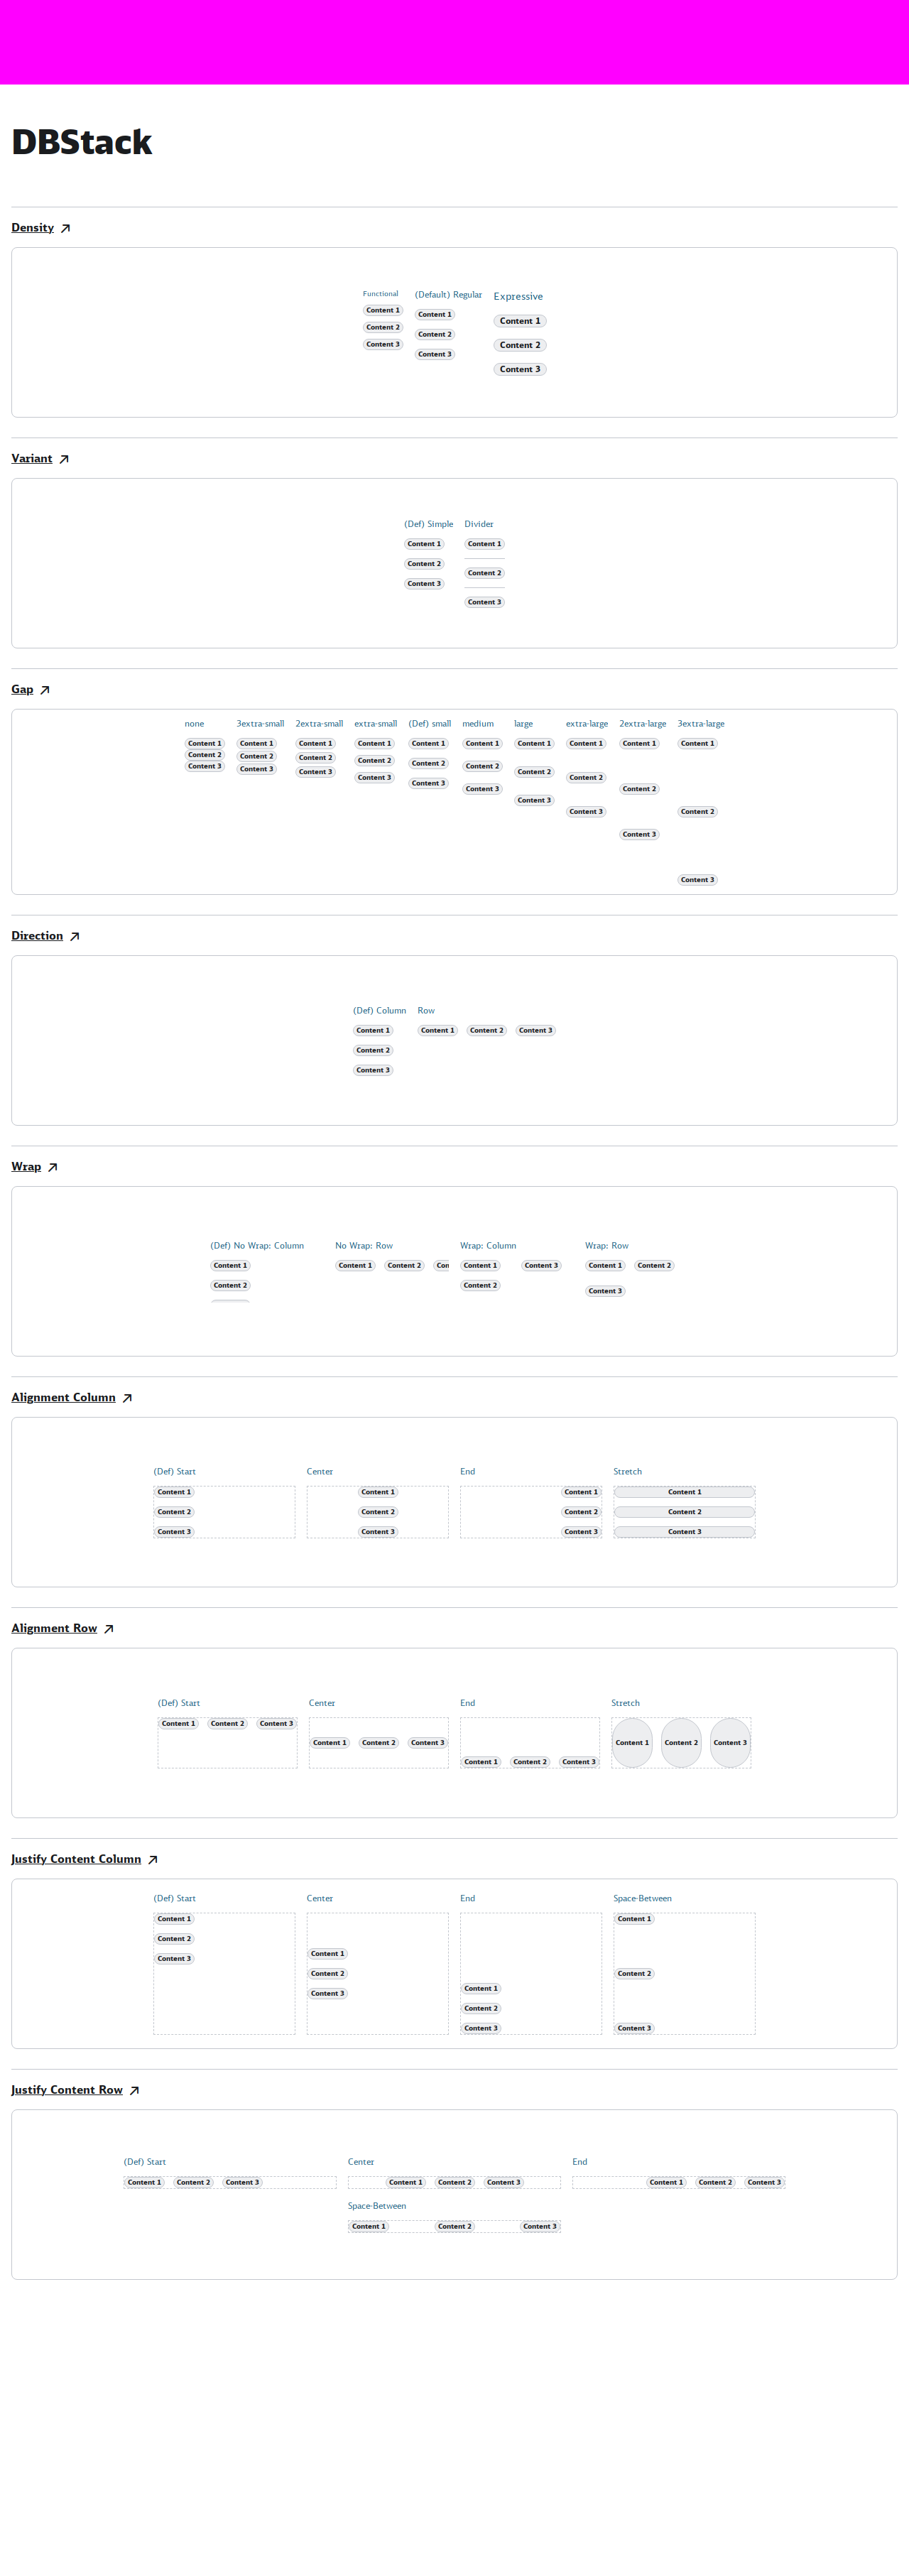 DBStack
Density
Functional (Default) Regular Expressive
Content 1 Content 1 Content 1
Content 2 Content 2 Content 2
Content 3 Content 3 Content 3
Variant
(Def) Simple Divider
Content 1 Content 1
Content 2 Content 2
Content 3 Content 3
Gap
none 3extra-small 2extra-small extra-small (Def) small medium large extra-large 2extra-large 3extra-large
Content 1 Content 1 Content 1 Content 1 Content 1 Content 1 Content 1 Content 1 Content 1 Content 1
Content 2 Content 2 Content 2 Content 2 Content 2 Content 2 Content 2 Content 2 Content 2 Content 2
Content 3 Content 3 Content 3 Content 3 Content 3 Content 3 Content 3 Content 3 Content 3 Content 3
Direction
(Def) Column Row
Content 1 Content 1 Content 2 Content 3
Content 2
Content 3
Wrap
(Def) No Wrap: Column No Wrap: Row Wrap: Column Wrap: Row
Content 1 Content 1 Content 2 Con Content 1 Content 3 Content 1 Content 2
Content 2 Content 2 Content 3
Alignment Column
(Def) Start Center End Stretch
Content 1 Content 1 Content 1 Content 1
Content 2 Content 2 Content 2 Content 2
Content 3 Content 3 Content 3 Content 3
Alignment Row
(Def) Start Center End Stretch
Content 1 Content 2 Content 3 Content 1 Content 2 Content 3 Content 1 Content 2 Content 3 Content 1 Content 2 Content 3
Justify Content Column
(Def) Start Center End Space-Between
Content 1 Content 1 Content 1 Content 1
Content 2 Content 2 Content 2 Content 2
Content 3 Content 3 Content 3 Content 3
Justify Content Row
(Def) Start Center End
Content 1 Content 2 Content 3 Content 1 Content 2 Content 3 Content 1 Content 2 Content 3
Space-Between
Content 1 Content 2 Content 3